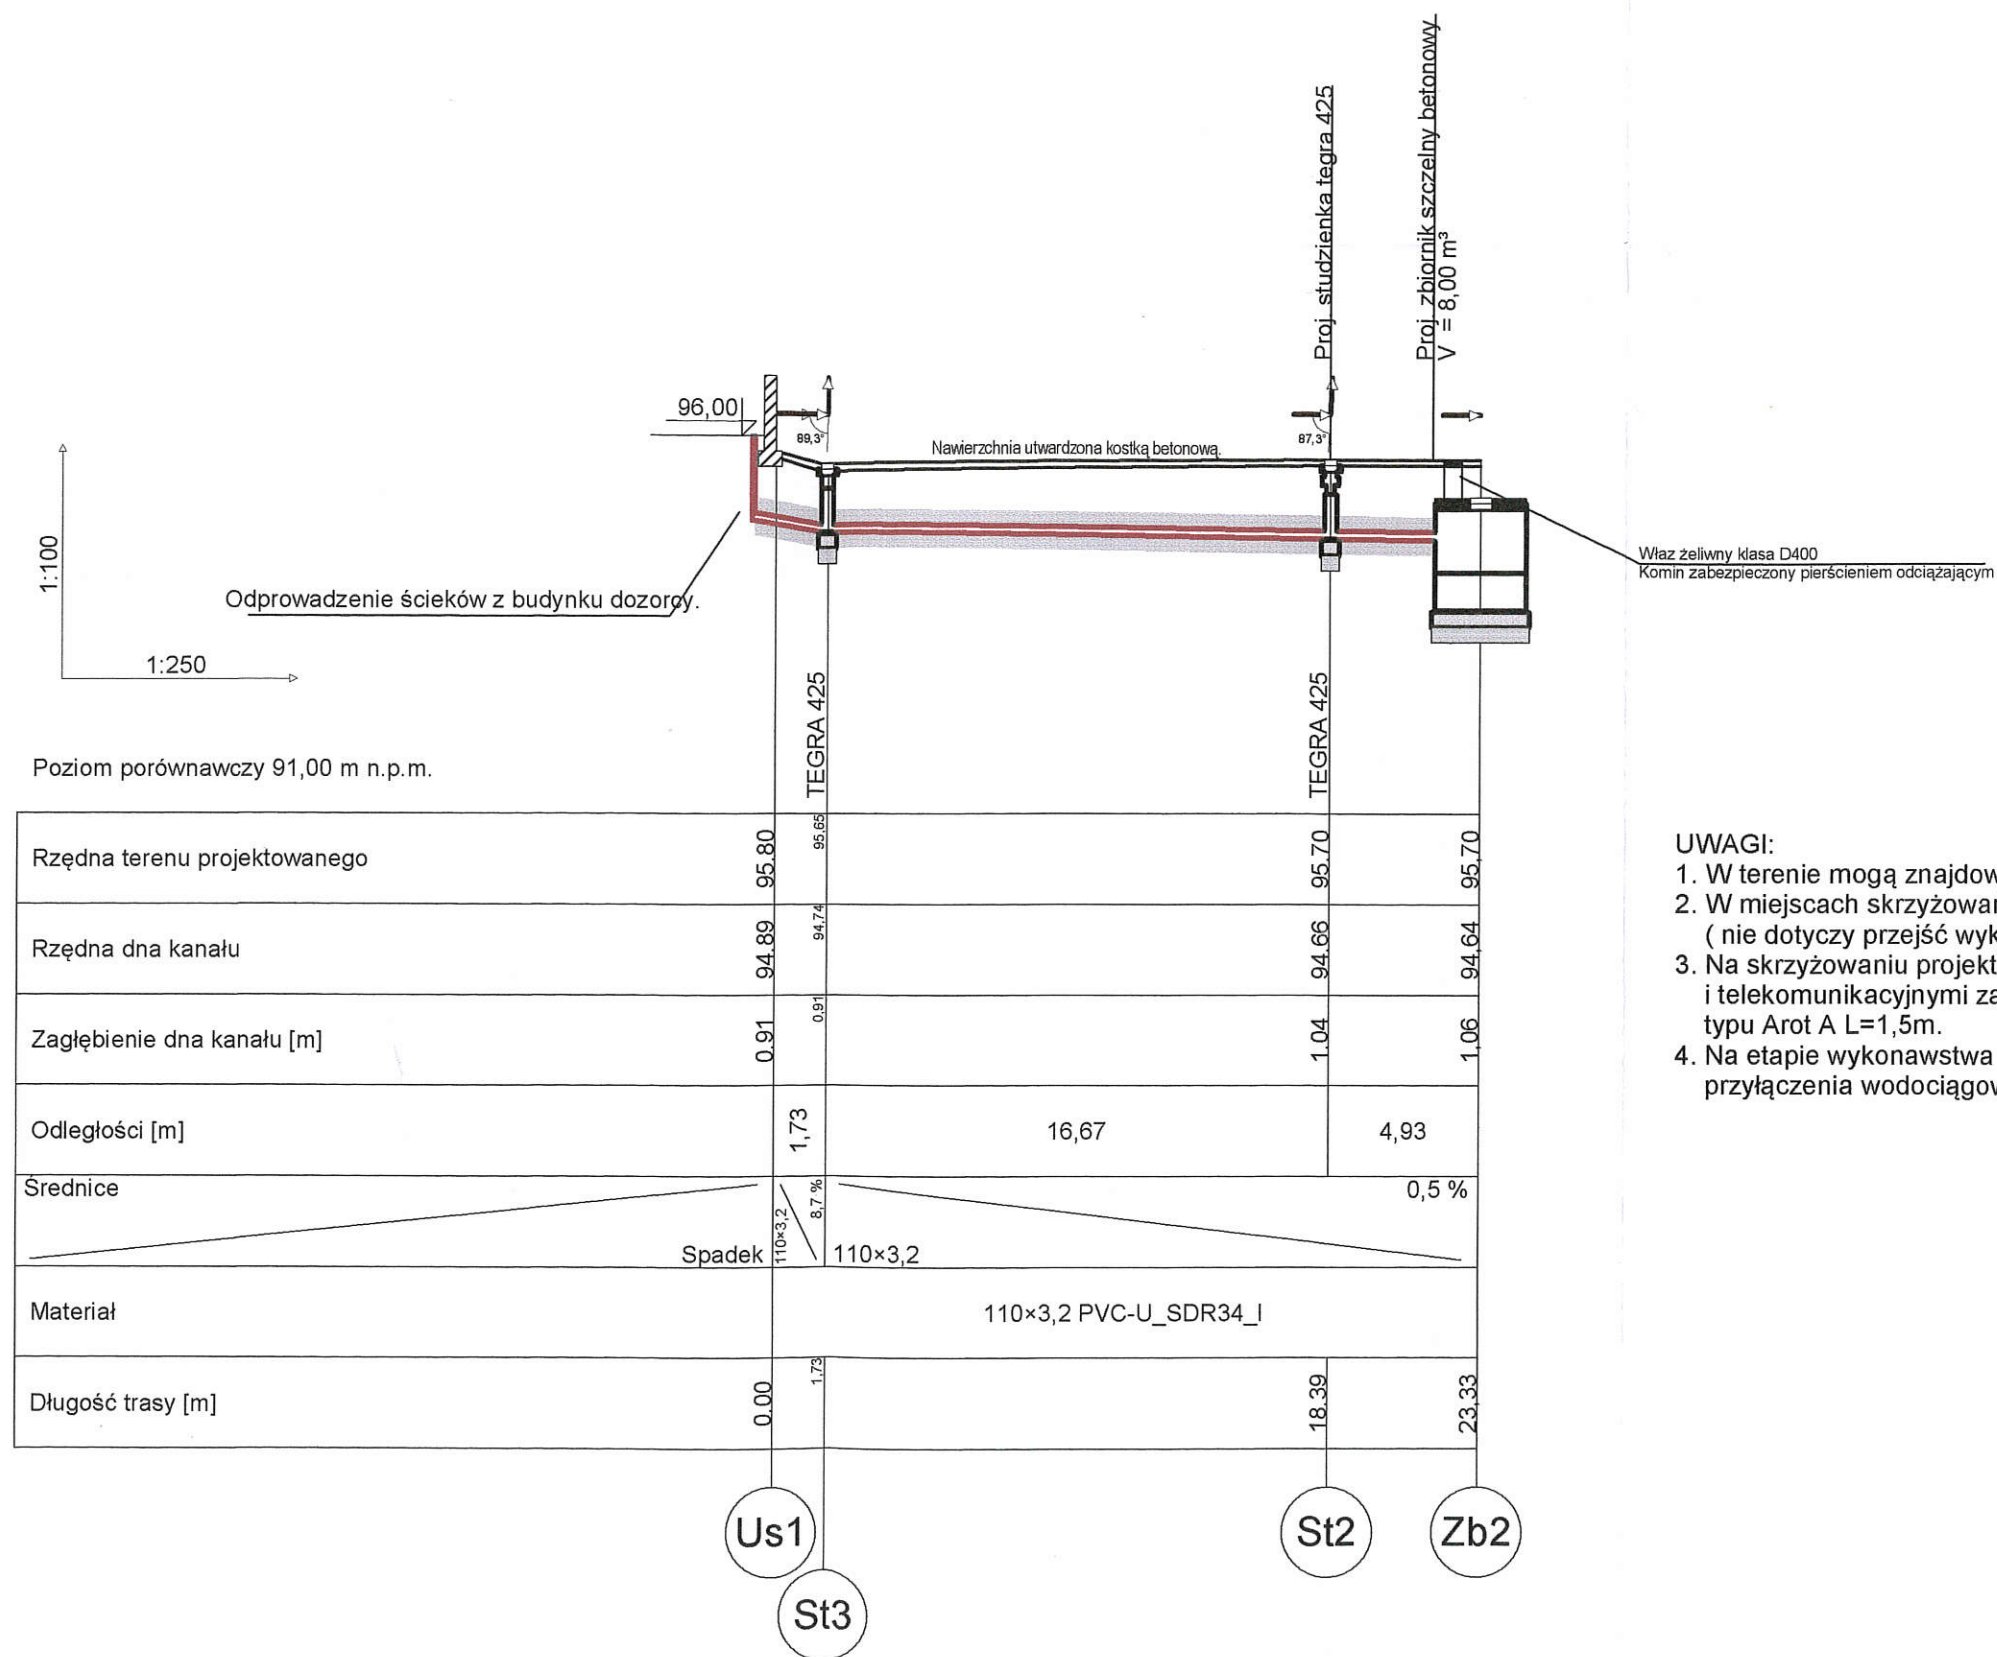 Proj. studzienka tegra 425
Proj. zbiornik szczelny betonowy
V = 8,00 m³
96,00
89,3°
87,3°
Nawierzchnia utwardzona kostką betonową.
Właz żeliwny klasa D400
Komin zabezpieczony pierścieniem odciążającym
Odprowadzenie ścieków z budynku dozorcy.
1:100
1:250
TEGRA 425
TEGRA 425
Poziom porównawczy 91,00 m n.p.m.
Rzędna terenu projektowanego
95.80
95,65
95.70
95,70
Rzędna dna kanału
94.89
94,74
94.66
94,64
Zagłębienie dna kanału [m]
0.91
0,91
1.04
1,06
Odległości [m]
1,73
16,67
4,93
Średnice
Spadek
110×3,2
8,7 %
110×3,2
0,5 %
Materiał
110×3,2 PVC-U_SDR34_l
Długość trasy [m]
0.00
1,73
18.39
23,33
Us1
St3
St2
Zb2
UWAGI:
1. W terenie mogą znajdow
2. W miejscach skrzyżowar
( nie dotyczy przejść wyk
3. Na skrzyżowaniu projekt
i telekomunikacyjnymi za
typu Arot A L=1,5m.
4. Na etapie wykonawstwa
przyłączenia wodociągov